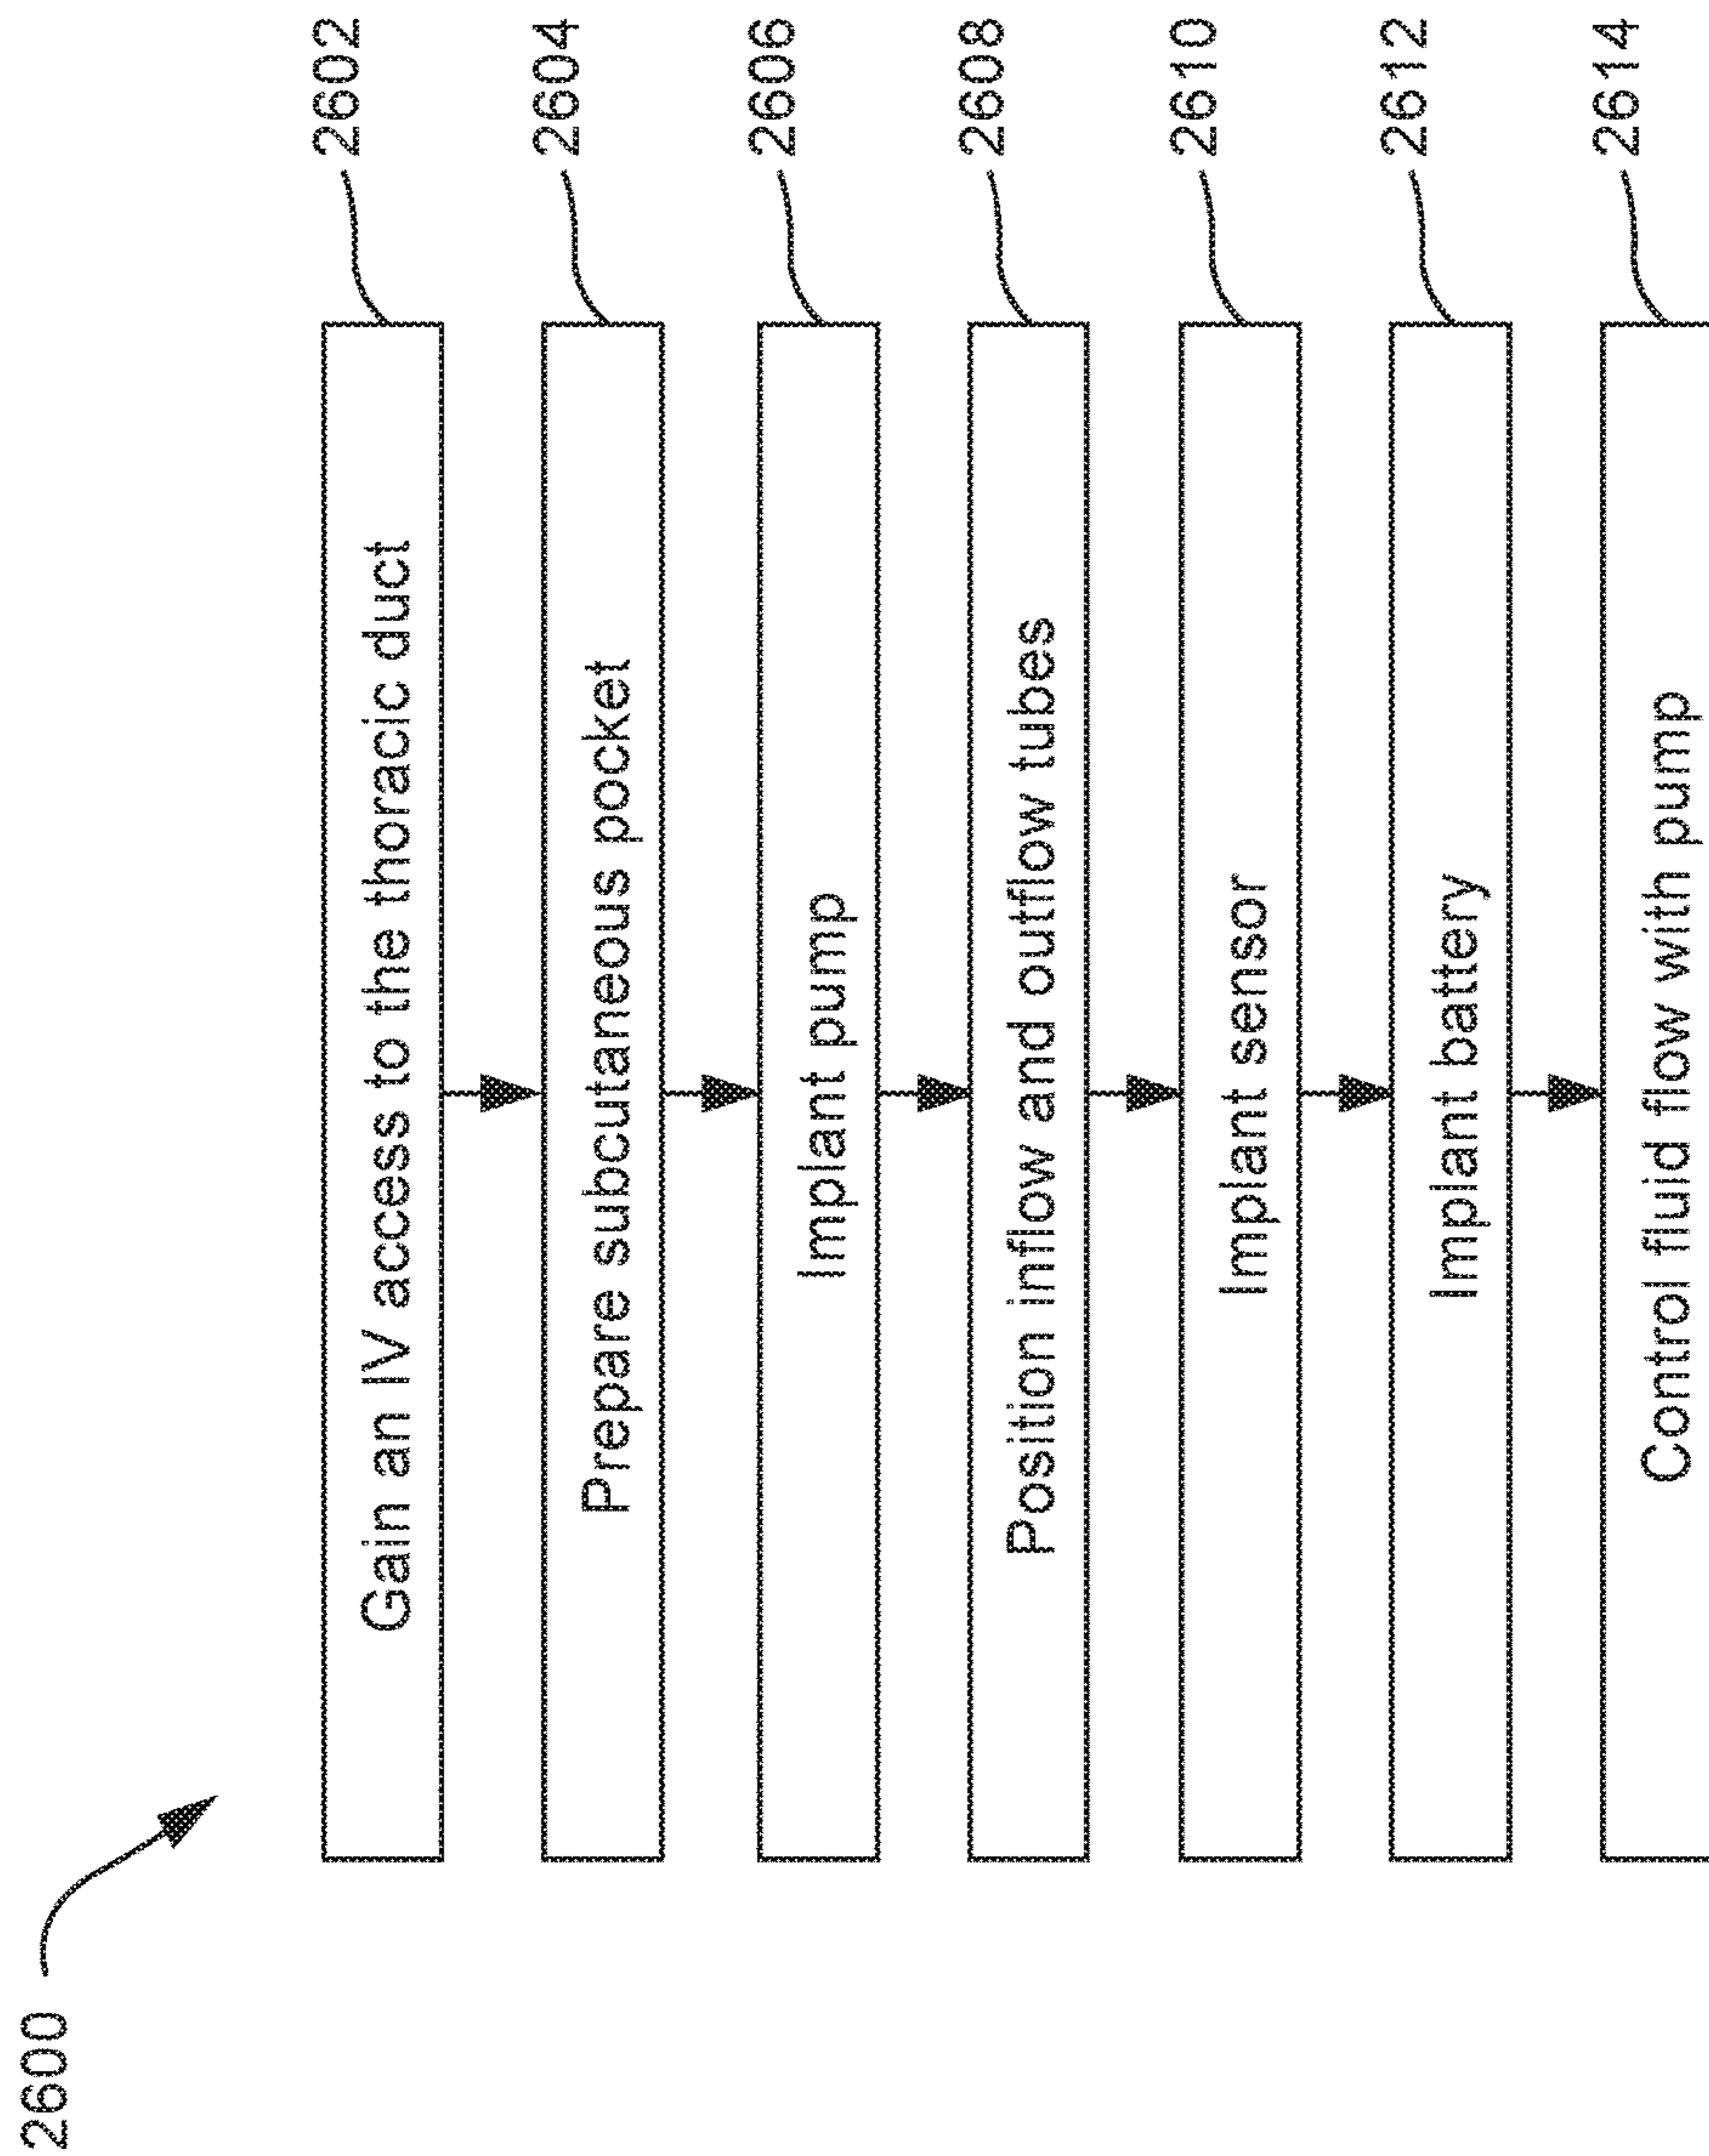 2600
Gain an IV access to the thoracic duct
2602
Prepare subcutaneous pocket
2604
Implant pump
2606
Position inflow and outflow tubes
2608
Implant sensor
2610
Implant battery
2612
Control fluid flow with pump
2614